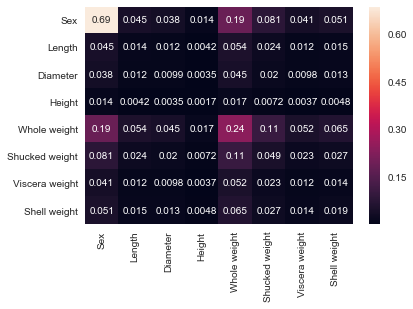 Sex 0.69 0.045 0.038 0.014 0.19 0.081 0.041 0.051
Length 0.045 0.014 0.012 0.0042 0.054 0.024 0.012 0.015
Diameter 0.038 0.012 0.0099 0.0035 0.045 0.02 0.0098 0.013
Height 0.014 0.0042 0.0035 0.0017 0.017 0.0072 0.0037 0.0048
Whole weight 0.19 0.054 0.045 0.017 0.24 0.11 0.052 0.065
Shucked weight 0.081 0.024 0.02 0.0072 0.11 0.049 0.023 0.027
Viscera weight 0.041 0.012 0.0098 0.0037 0.052 0.023 0.012 0.014
Shell weight 0.051 0.015 0.013 0.0048 0.065 0.027 0.014 0.019
Sex
Length
Diameter
Height
Whole weight
Shucked weight
Viscera weight
Shell weight
0.60
0.45
0.30
0.15